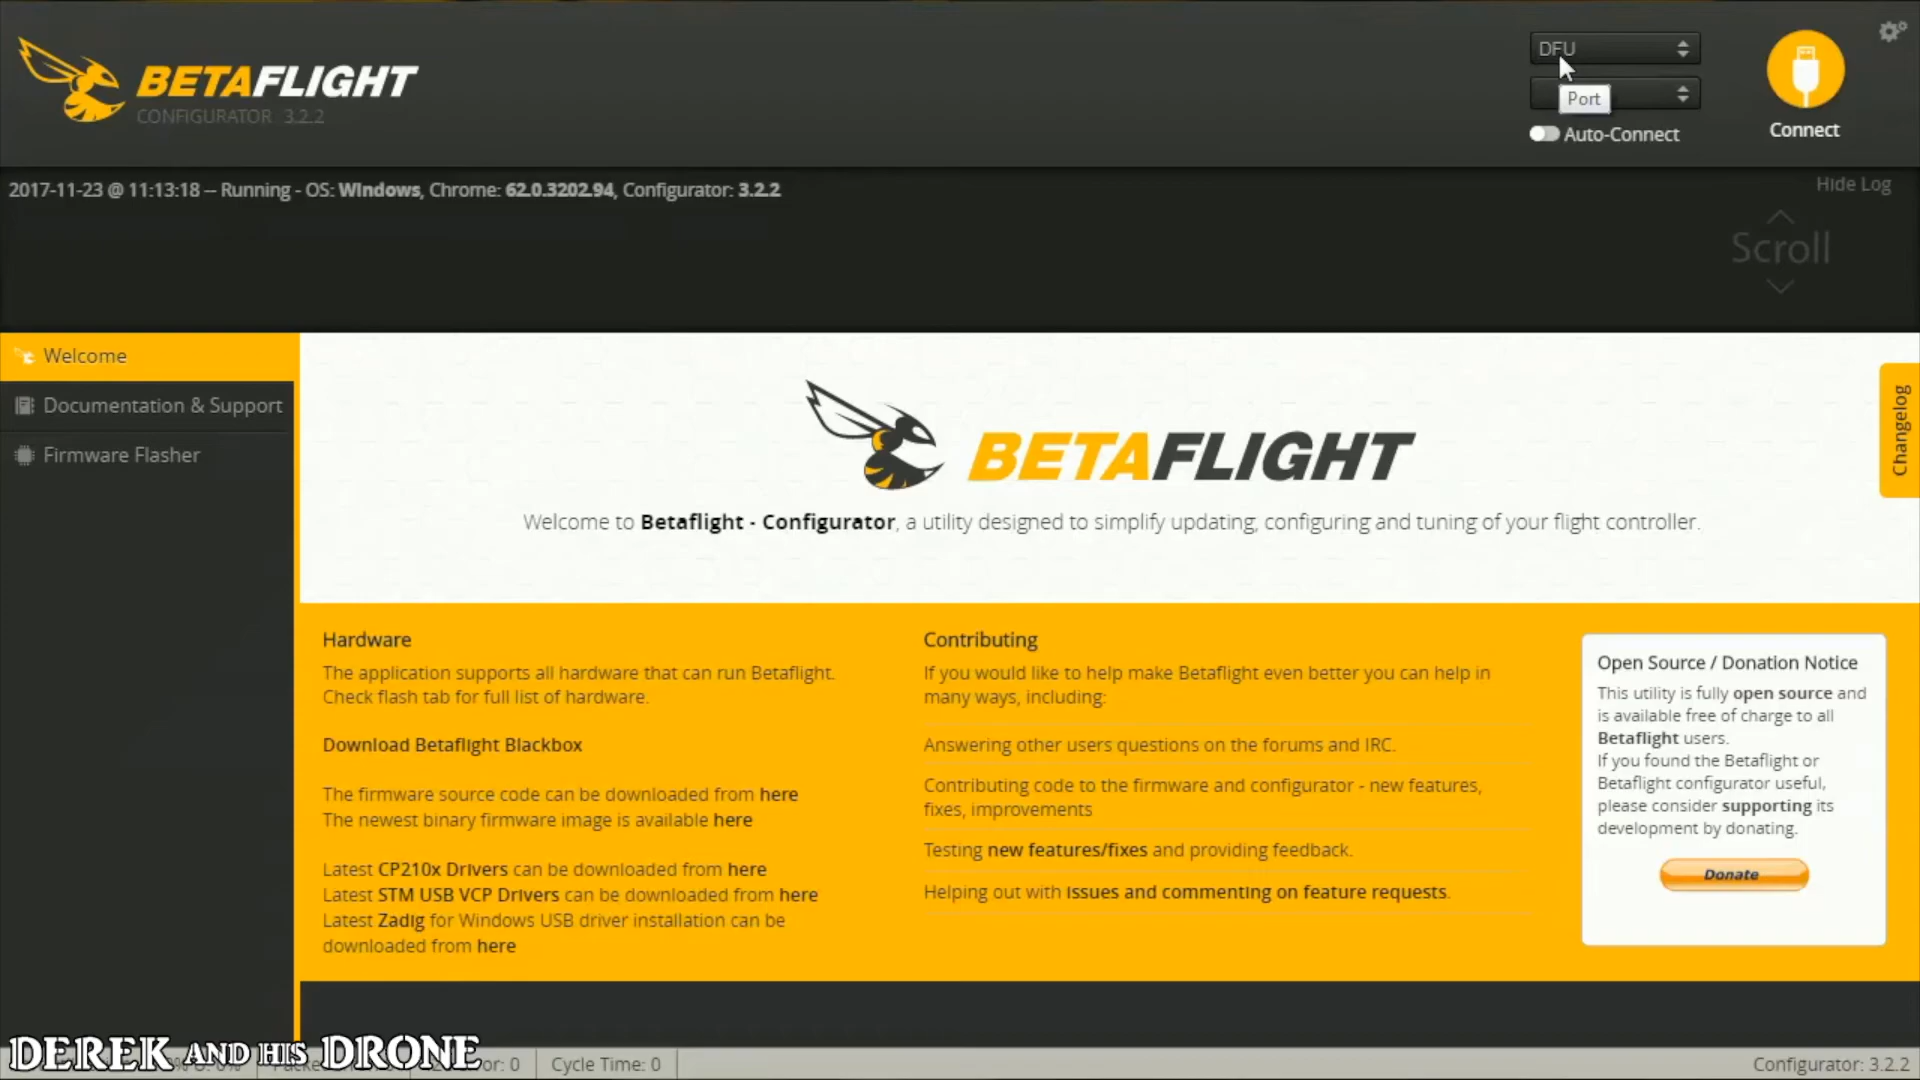 BETAFLIGHT
CONFIGURATOR 3.2.2
DFU
Port
Auto-Connect
Connect
2017-11-23 @ 11:13:18 -- Running - OS: Windows, Chrome: 62.0.3202.94, Configurator: 3.2.2
Hide Log
Scroll
Welcome
Documentation & Support
Firmware Flasher
BETAFLIGHT
Welcome to Betaflight - Configurator, a utility designed to simplify updating, configuring and tuning of your flight controller.
Changelog
Hardware
The application supports all hardware that can run Betaflight.
Check flash tab for full list of hardware.
Download Betaflight Blackbox
The firmware source code can be downloaded from here
The newest binary firmware image is available here
Latest CP210x Drivers can be downloaded from here
Latest STM USB VCP Drivers can be downloaded from here
Latest Zadig for Windows USB driver installation can be
downloaded from here
Contributing
If you would like to help make Betaflight even better you can help in
many ways, including:
Answering other users questions on the forums and IRC.
Contributing code to the firmware and configurator - new features,
fixes, improvements
Testing new features/fixes and providing feedback.
Helping out with issues and commenting on feature requests.
Open Source / Donation Notice
This utility is fully open source and
is available free of charge to all
Betaflight users.
If you found the Betaflight or
Betaflight configurator useful,
please consider supporting its
development by donating.
Donate
DEREK AND HIS DRONE
Cycle Time: 0
Configurator: 3.2.2